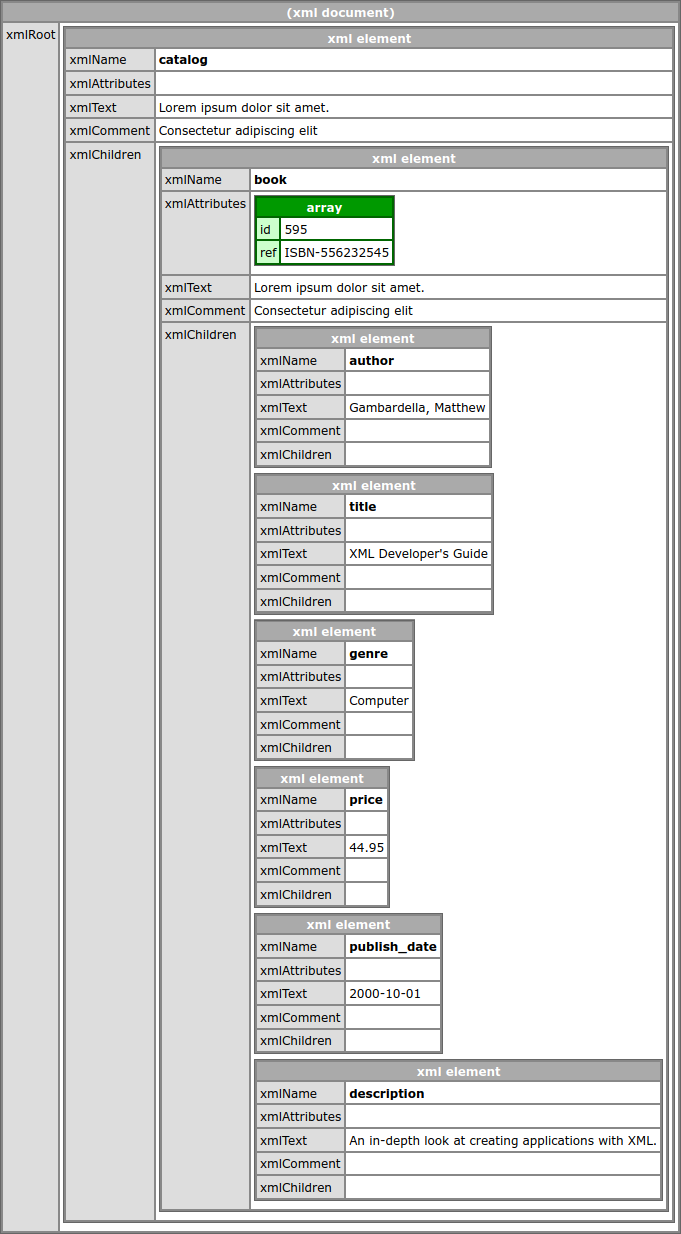 (xml document)
xmlRoot
xml element
xmlName catalog
xmlAttributes
xmlText Lorem ipsum dolor sit amet.
xmlComment Consectetur adipiscing elit
xmlChildren
xml element
xmlName book
xmlAttributes
array
id 595
ref ISBN-556232545
xmlText Lorem ipsum dolor sit amet.
xmlComment Consectetur adipiscing elit
xmlChildren
xml element
xmlName author
xmlAttributes
xmlText Gambardella, Matthew
xmlComment
xmlChildren
xml element
xmlName title
xmlAttributes
xmlText XML Developer's Guide
xmlComment
xmlChildren
xml element
xmlName genre
xmlAttributes
xmlText Computer
xmlComment
xmlChildren
xml element
xmlName price
xmlAttributes
xmlText 44.95
xmlComment
xmlChildren
xml element
xmlName publish_date
xmlAttributes
xmlText 2000-10-01
xmlComment
xmlChildren
xml element
xmlName description
xmlAttributes
xmlText An in-depth look at creating applications with XML.
xmlComment
xmlChildren